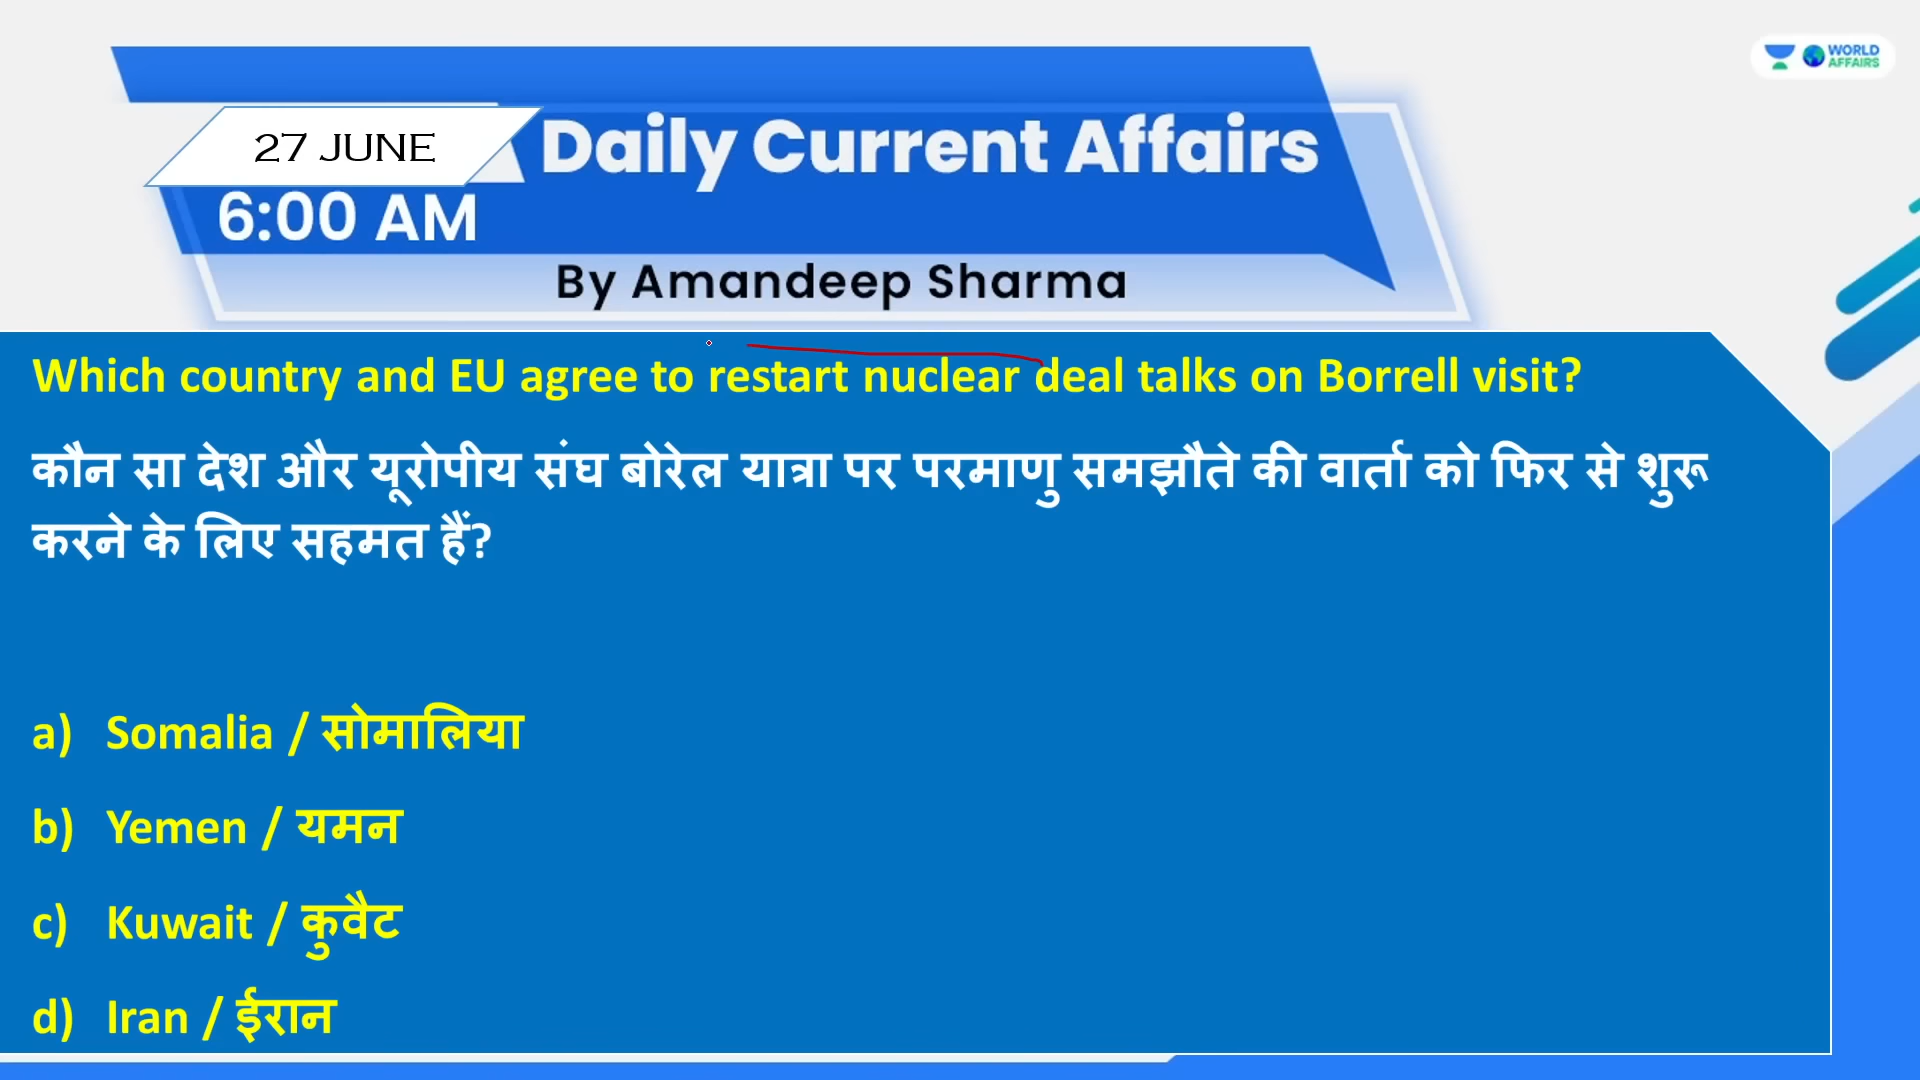 WORLD
AFFAIRS
27 JUNE
Daily Current Affairs
6:00 AM
By Amandeep Sharma
Which country and EU agree to restart nuclear deal talks on Borrell visit?
कौन सा देश और यूरोपीय संघ बोरेल यात्रा पर परमाणु समझौते की वार्ता को फिर से शुरू
करने के लिए सहमत हैं?
a) Somalia / सोमालिया
b) Yemen / यमन
c) Kuwait / कुवैट
d) Iran / ईरान